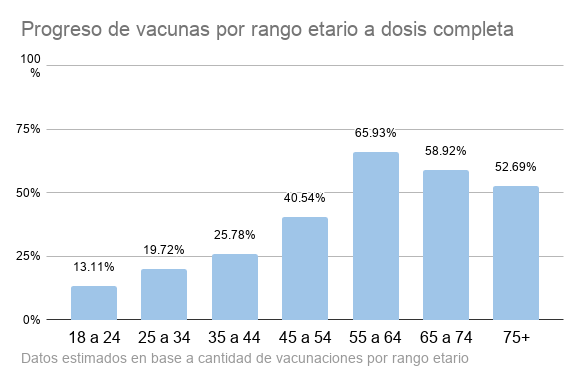 Progreso de vacunas por rango etario a dosis completa
100
%
75%
50%
25%
0%
13.11%
19.72%
25.78%
40.54%
65.93%
58.92%
52.69%
18 a 24
25 a 34
35 a 44
45 a 54
55 a 64
65 a 74
75+
Datos estimados en base a cantidad de vacunaciones por rango etario